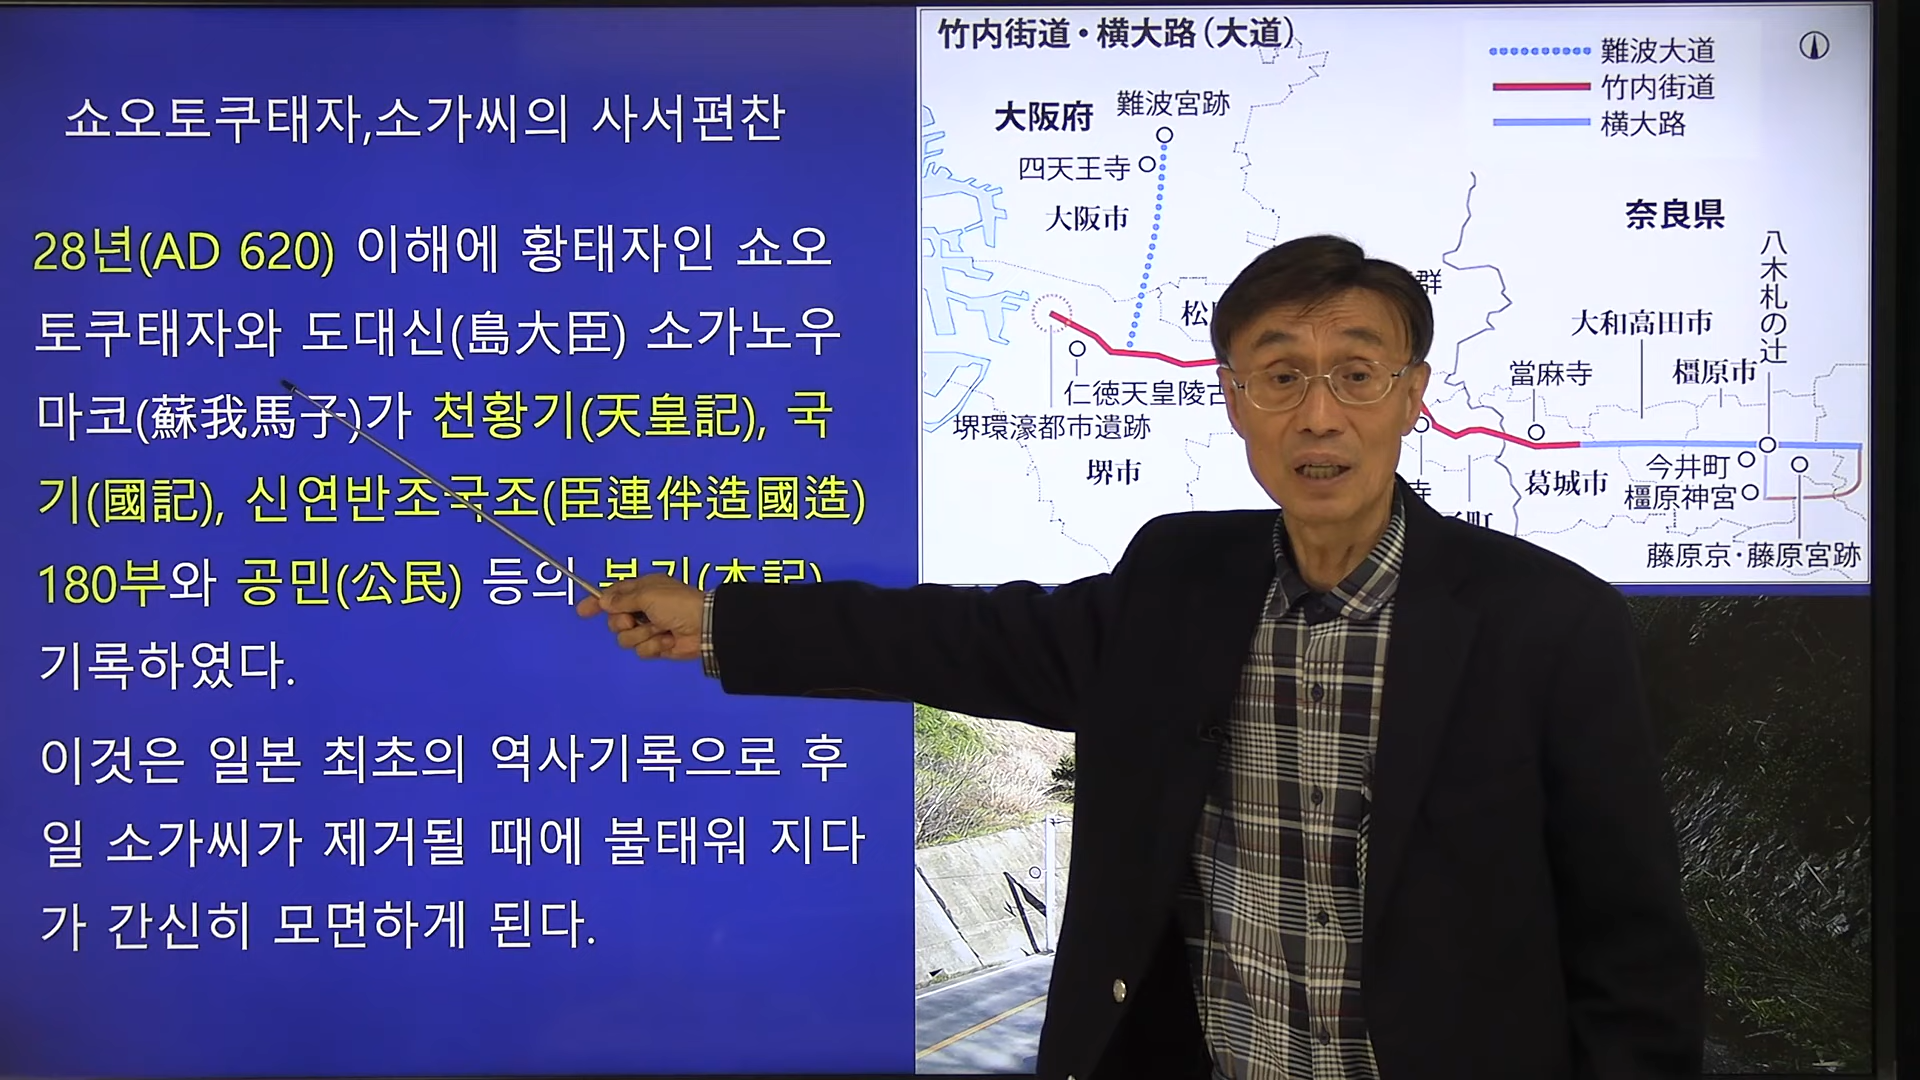 쇼오토쿠태자,소가씨의 사서편찬
28년(AD 620) 이해에 황태자인 쇼오
토쿠태자와 도대신(島大臣) 소가노우
마코(蘇我馬子)가 천황기(天皇記), 국
기(國記), 신연반조국조(臣連伴造國造)
180부와 공민(公民) 등의 본기(本記)
기록하였다.
이것은 일본 최초의 역사기록으로 후
일 소가씨가 제거될 때에 불태워 지다
가 간신히 모면하게 된다.
竹内街道・横大路(大道)
難波大道
竹内街道
横大路
大阪府
難波宮跡
四天王寺
大阪市
奈良県
八木札の辻
群
松
大和高田市
橿原市
當麻寺
仁徳天皇陵古
堺環濠都市遺跡
堺市
寺
葛城市
今井町
橿原神宮
町
藤原京・藤原宮跡